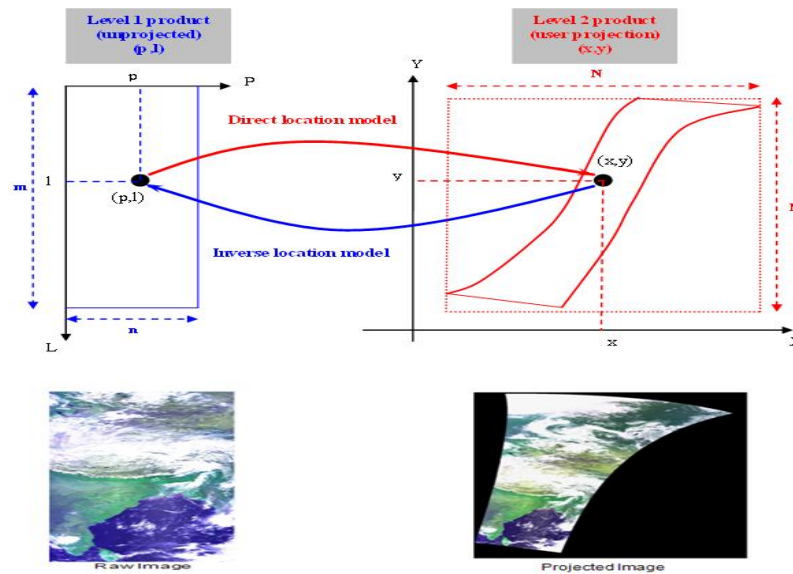 Level 1 product
(unprojected)
(p,l)
Level 2 product
(user projection)
(x,y)
p
P
Y
N
Direct location model
(x,y)
m
l
(p,l)
y
Inverse location model
n
L
x
Raw Image
Projected Image